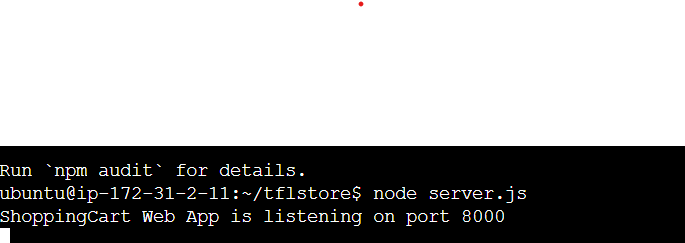 Run `npm audit` for details.
ubuntu@ip-172-31-2-11:~/tflstore$ node server.js
ShoppingCart Web App is listening on port 8000